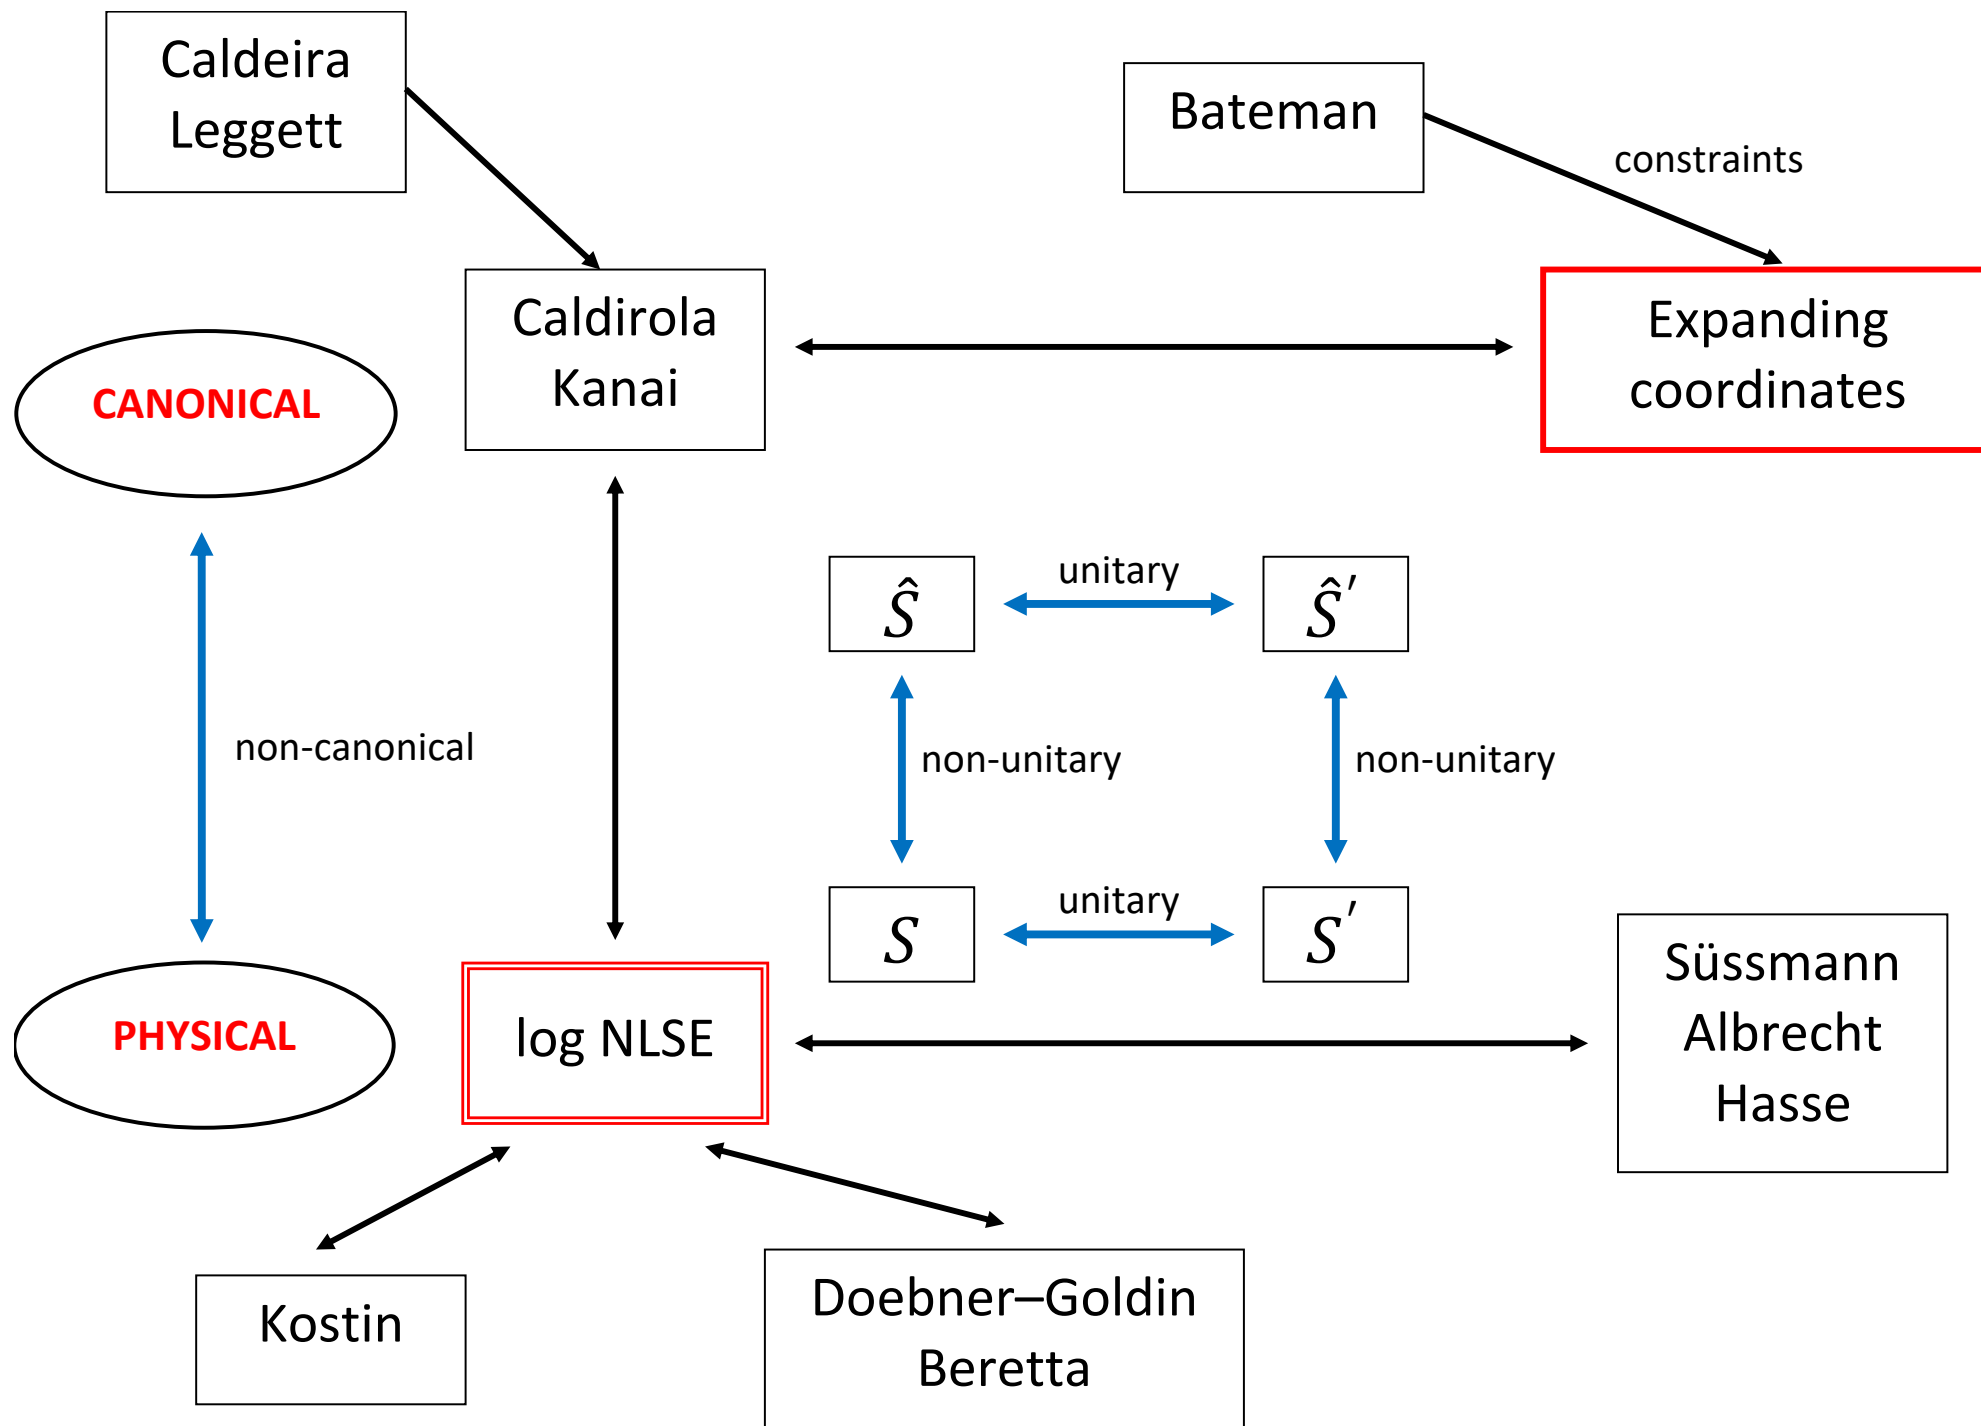 Caldeira
Leggett
Bateman
constraints
Caldirola
Kanai
Expanding
coordinates
CANONICAL
Ŝ
unitary
Ŝ′
non-canonical
non-unitary
non-unitary
S
unitary
S′
PHYSICAL
log NLSE
Süssmann
Albrecht
Hasse
Kostin
Doebner–Goldin
Beretta